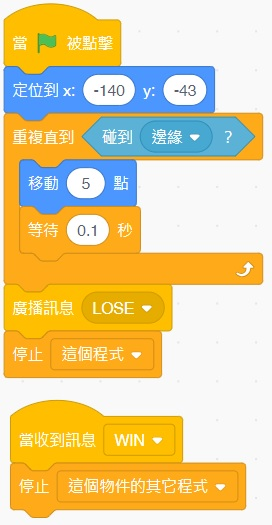 當 被點擊
定位到 x: -140 y: -43
重複直到 碰到 邊緣 ?
移動 5 點
等待 0.1 秒
廣播訊息 LOSE
停止 這個程式
當收到訊息 WIN
停止 這個物件的其它程式